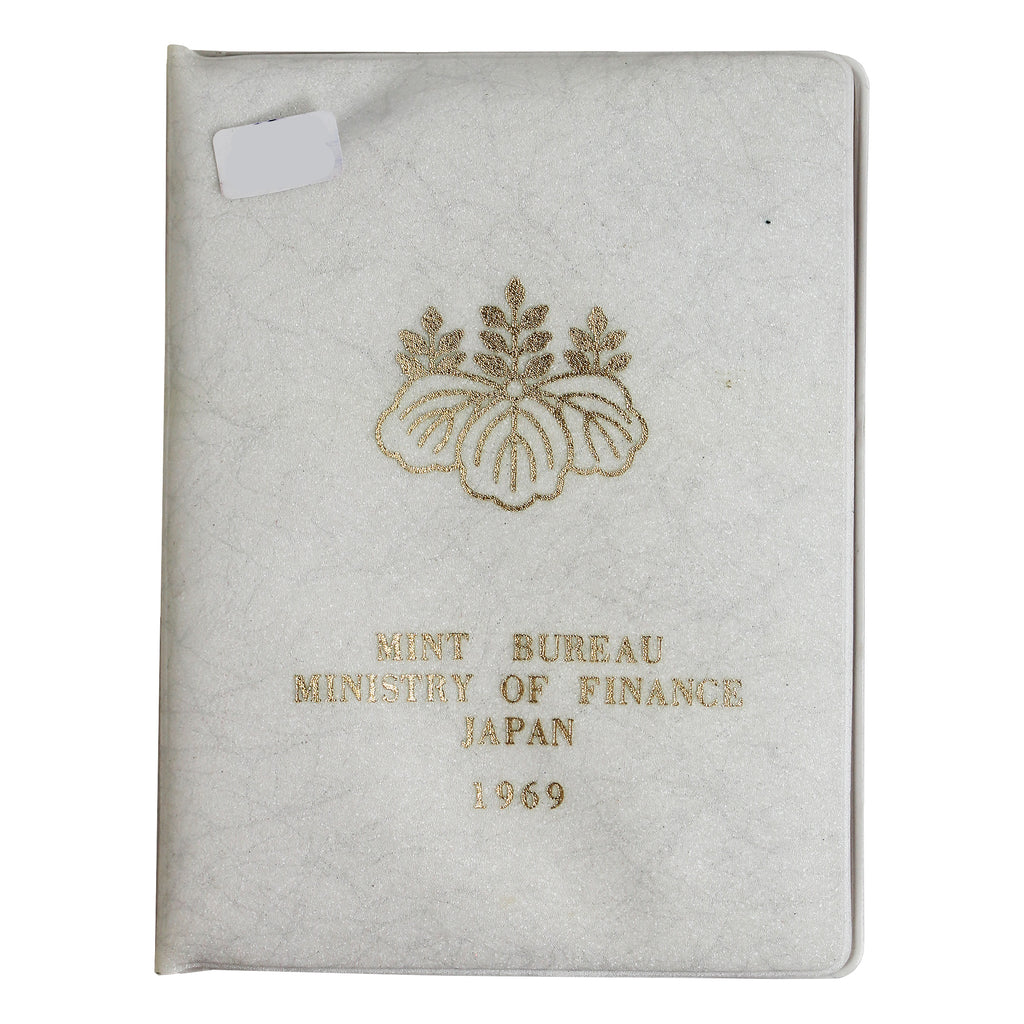 MINT BUREAU
MINISTRY OF FINANCE
JAPAN
1969